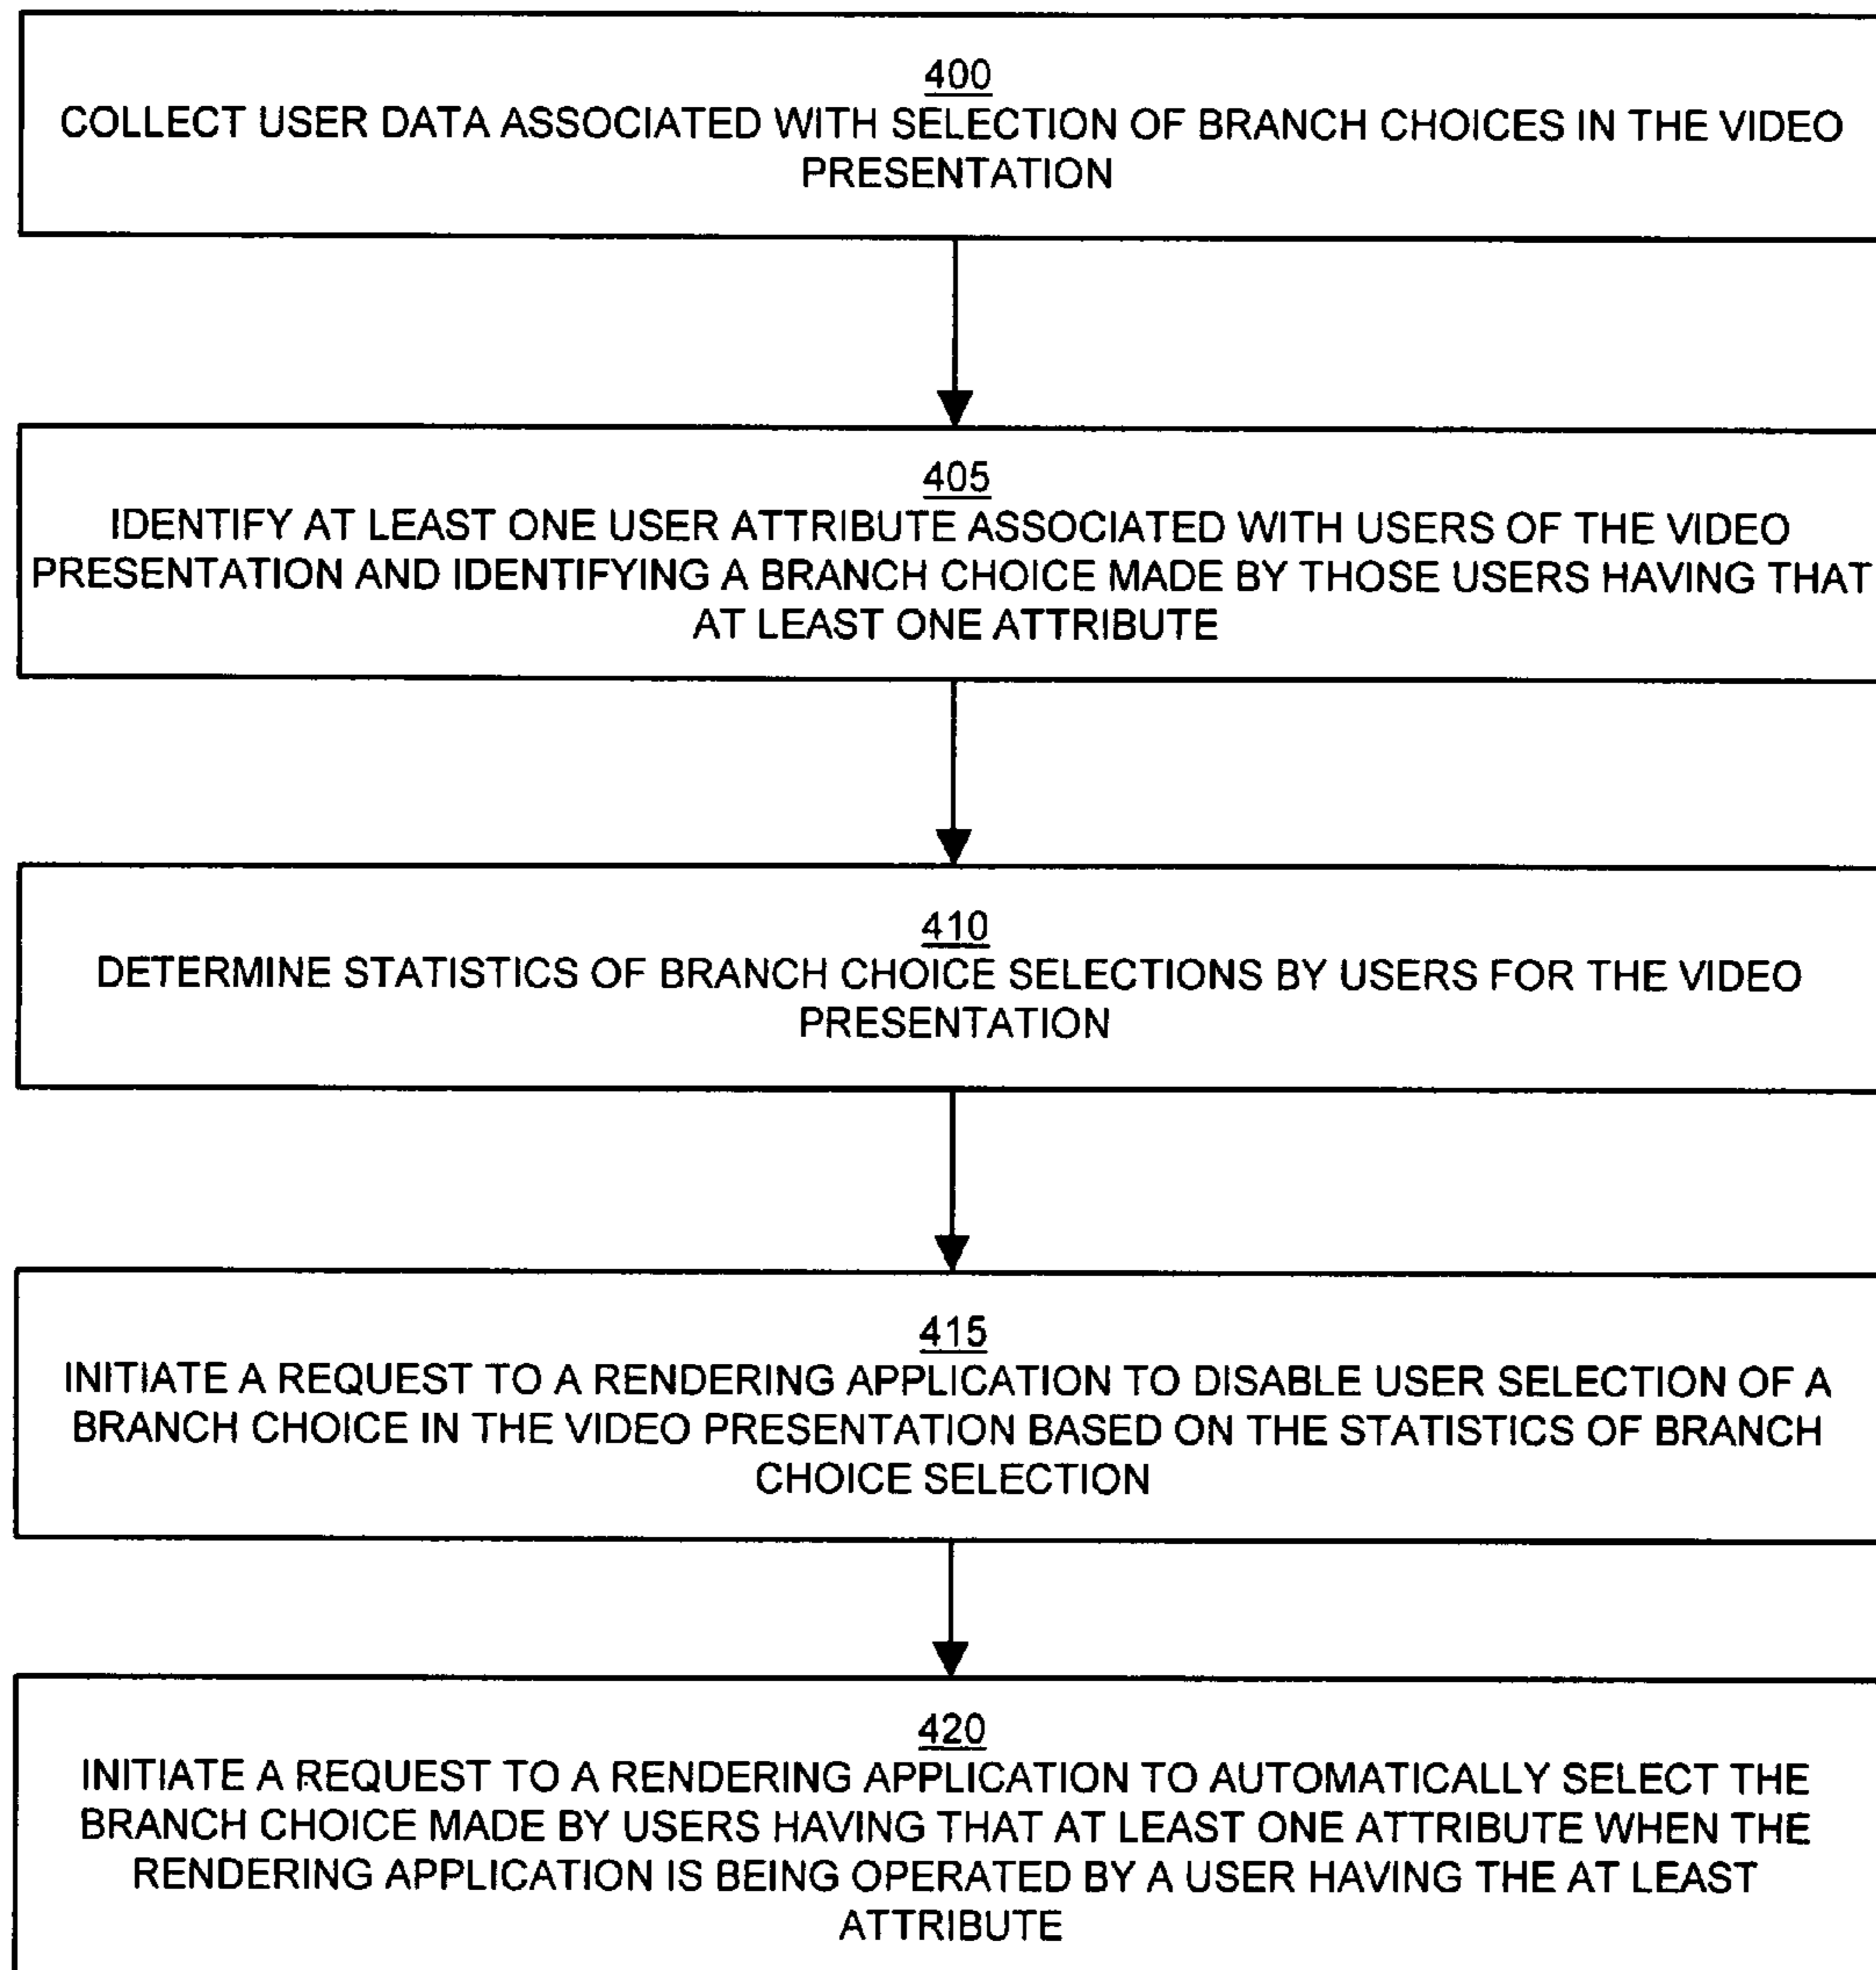 400
COLLECT USER DATA ASSOCIATED WITH SELECTION OF BRANCH CHOICES IN THE VIDEO
PRESENTATION
405
IDENTIFY AT LEAST ONE USER ATTRIBUTE ASSOCIATED WITH USERS OF THE VIDEO
PRESENTATION AND IDENTIFYING A BRANCH CHOICE MADE BY THOSE USERS HAVING THAT
AT LEAST ONE ATTRIBUTE
410
DETERMINE STATISTICS OF BRANCH CHOICE SELECTIONS BY USERS FOR THE VIDEO
PRESENTATION
415
INITIATE A REQUEST TO A RENDERING APPLICATION TO DISABLE USER SELECTION OF A
BRANCH CHOICE IN THE VIDEO PRESENTATION BASED ON THE STATISTICS OF BRANCH
CHOICE SELECTION
420
INITIATE A REQUEST TO A RENDERING APPLICATION TO AUTOMATICALLY SELECT THE
BRANCH CHOICE MADE BY USERS HAVING THAT AT LEAST ONE ATTRIBUTE WHEN THE
RENDERING APPLICATION IS BEING OPERATED BY A USER HAVING THE AT LEAST
ATTRIBUTE